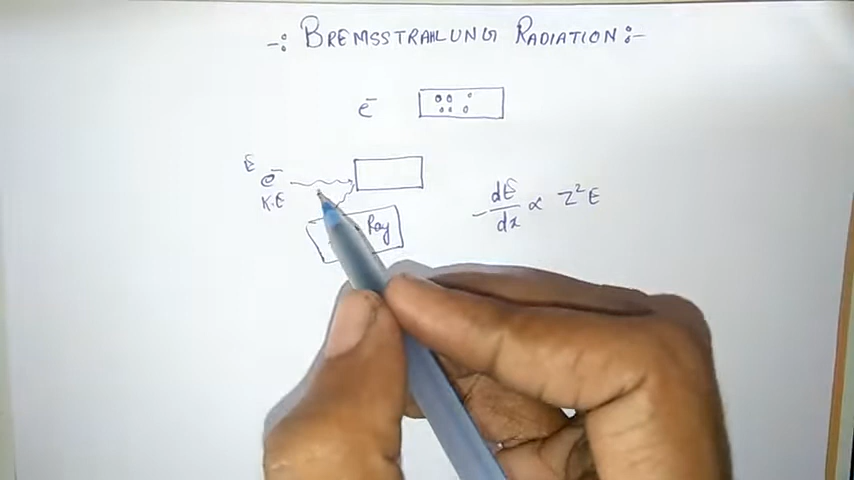 -: BREMSSTRAHLUNG RADIATION :-
e⁻
E
e⁻
K.E
Ray
- dE/dx ∝ Z²E